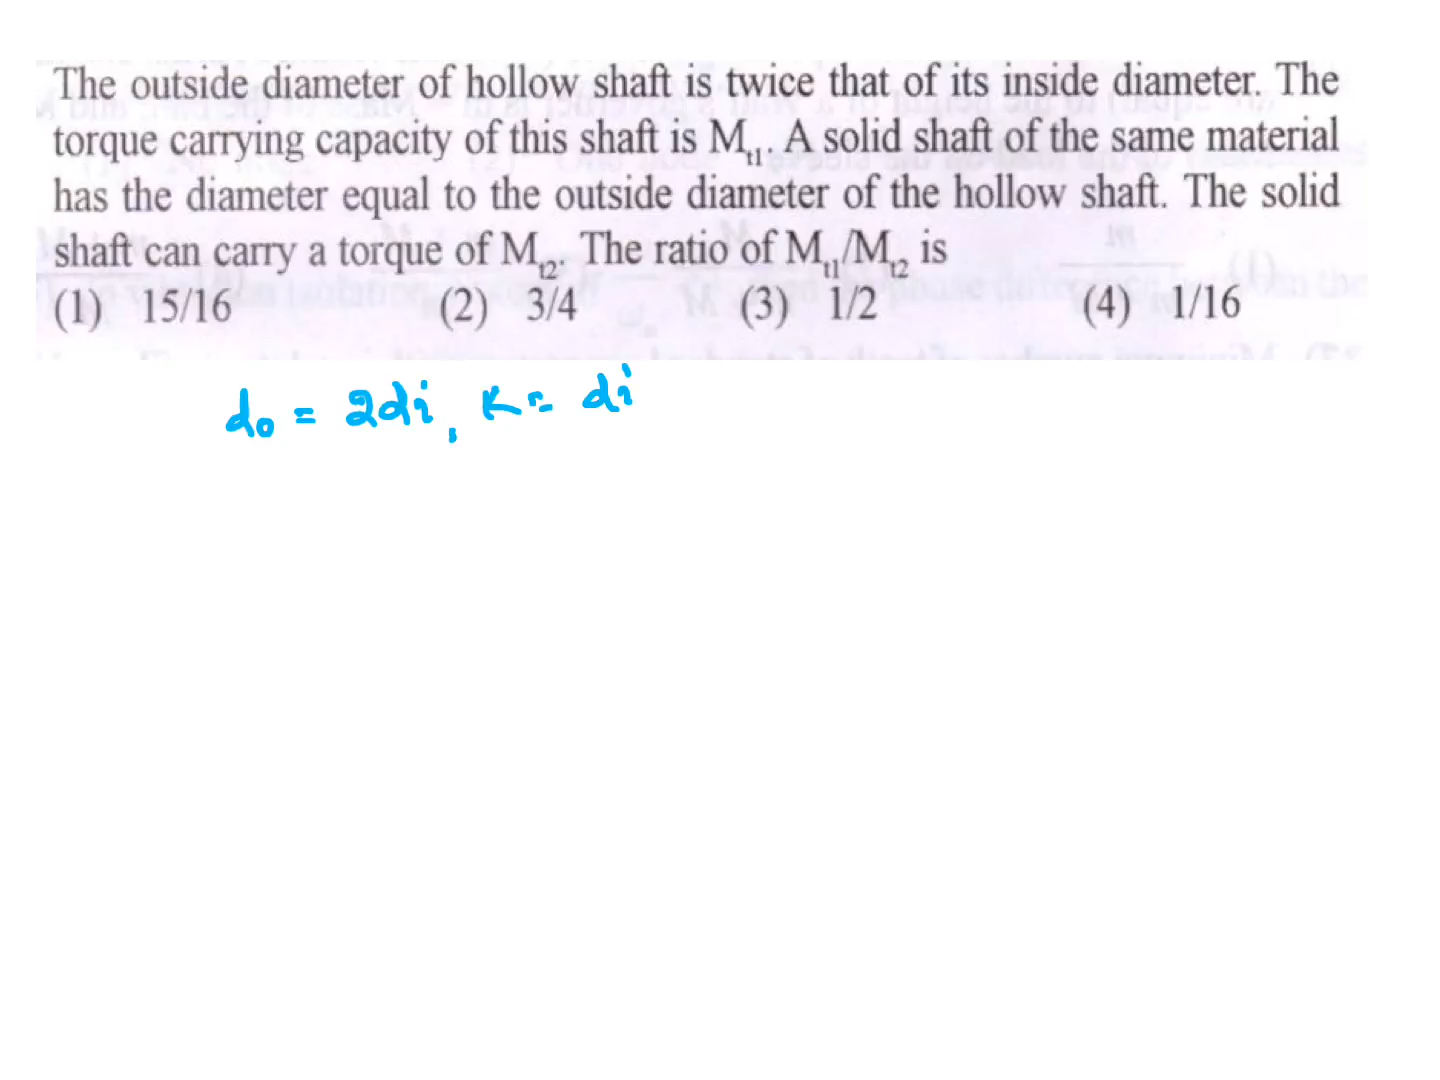 The outside diameter of hollow shaft is twice that of its inside diameter. The
torque carrying capacity of this shaft is Mt1. A solid shaft of the same material
has the diameter equal to the outside diameter of the hollow shaft. The solid
shaft can carry a torque of Mt2. The ratio of Mt1/Mt2 is
(1) 15/16 (2) 3/4 (3) 1/2 (4) 1/16
do = 2di, K = di